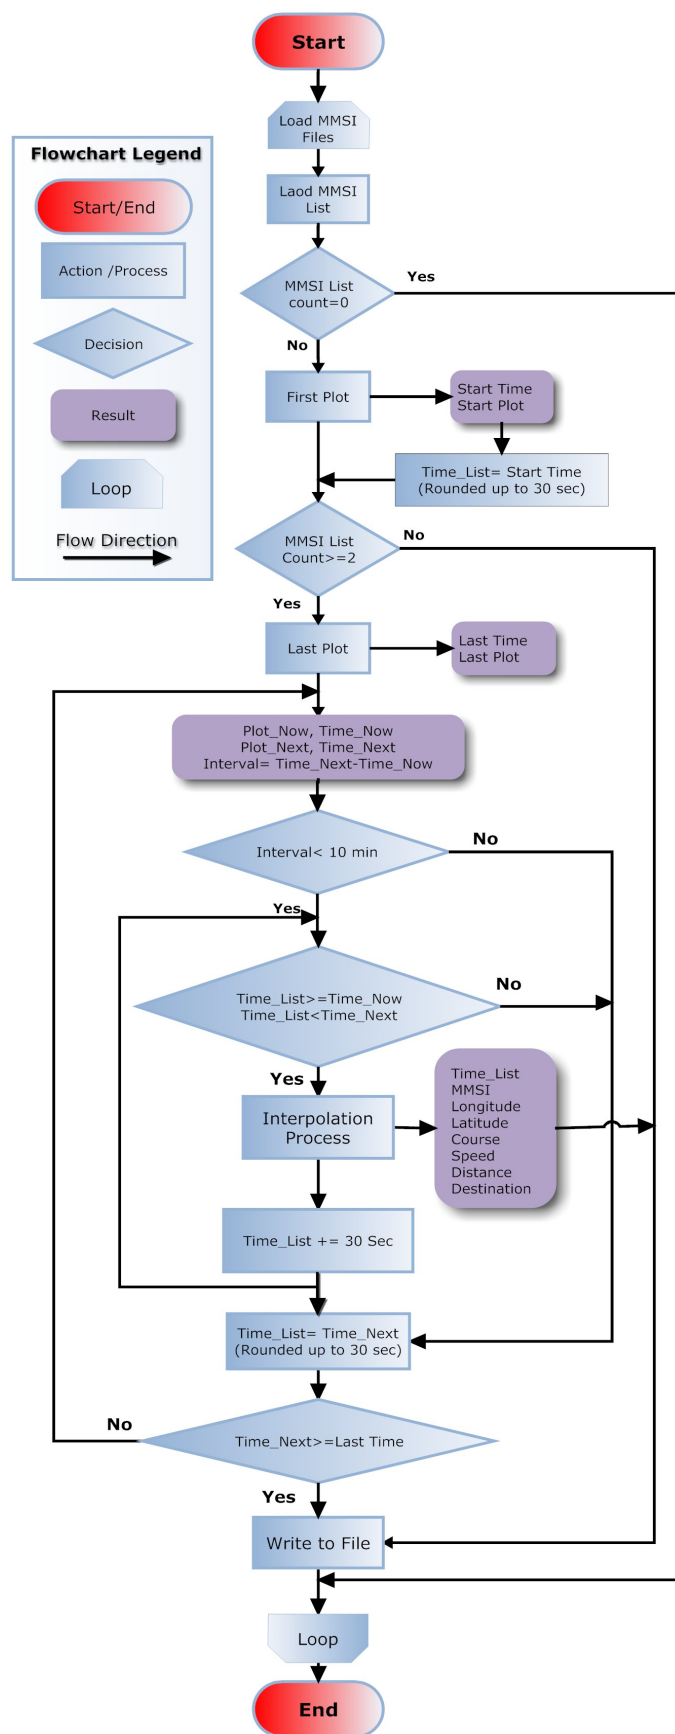 Start
Load MMSI
Files
Flowchart Legend
Start/End
Action /Process
Decision
Result
Loop
Flow Direction
Laod MMSI
List
MMSI List
count=0
Yes
No
First Plot
Start Time
Start Plot
Time_List= Start Time
(Rounded up to 30 sec)
MMSI List
Count>=2
No
Yes
Last Plot
Last Time
Last Plot
Plot_Now, Time_Now
Plot_Next, Time_Next
Interval= Time_Next-Time_Now
Interval< 10 min
No
Yes
Time_List>=Time_Now
Time_List<Time_Next
No
Yes
Interpolation
Process
Time_List
MMSI
Longitude
Latitude
Course
Speed
Distance
Destination
Time_List += 30 Sec
Time_List= Time_Next
(Rounded up to 30 sec)
No
Time_Next>=Last Time
Yes
Write to File
Loop
End